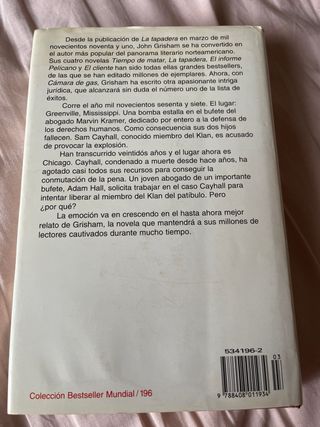 Desde la publicación de La tapadera en marzo de mil
novecientos noventa y uno, John Grisham se ha convertido en
el autor más popular del panorama literario norteamericano.
Sus cuatro novelas Tiempo de matar, La tapadera, El informe
Pelícano y El cliente han sido todas ellas grandes bestsellers,
de las que se han editado millones de ejemplares. Ahora, con
Cámara de gas, Grisham ha escrito otra apasionante intriga
jurídica, que alcanzará sin duda el número uno de la lista de
éxitos.
Corre el año mil novecientos sesenta y siete. El lugar:
Greenville, Mississippi. Una bomba estalla en el bufete del
abogado Marvin Kramer, dedicado por entero a la defensa de
los derechos humanos. Como consecuencia sus dos hijos
fallecen. Sam Cayhall, conocido miembro del Klan, es acusado
de provocar la explosión.
Han transcurrido veintidós años y el lugar ahora es
Chicago. Cayhall, condenado a muerte desde hace años, ha
agotado casi todos sus recursos para conseguir la
conmutación de la pena. Un joven abogado de un importante
bufete, Adam Hall, solicita trabajar en el caso Cayhall para
intentar liberar al miembro del Klan del patíbulo. Pero
¿por qué?
La emoción va en crescendo en el hasta ahora mejor
relato de Grisham, la novela que mantendrá a sus millones de
lectores cautivados durante mucho tiempo.
534196-2
03
9 788408 011934
Colección Bestseller Mundial/196